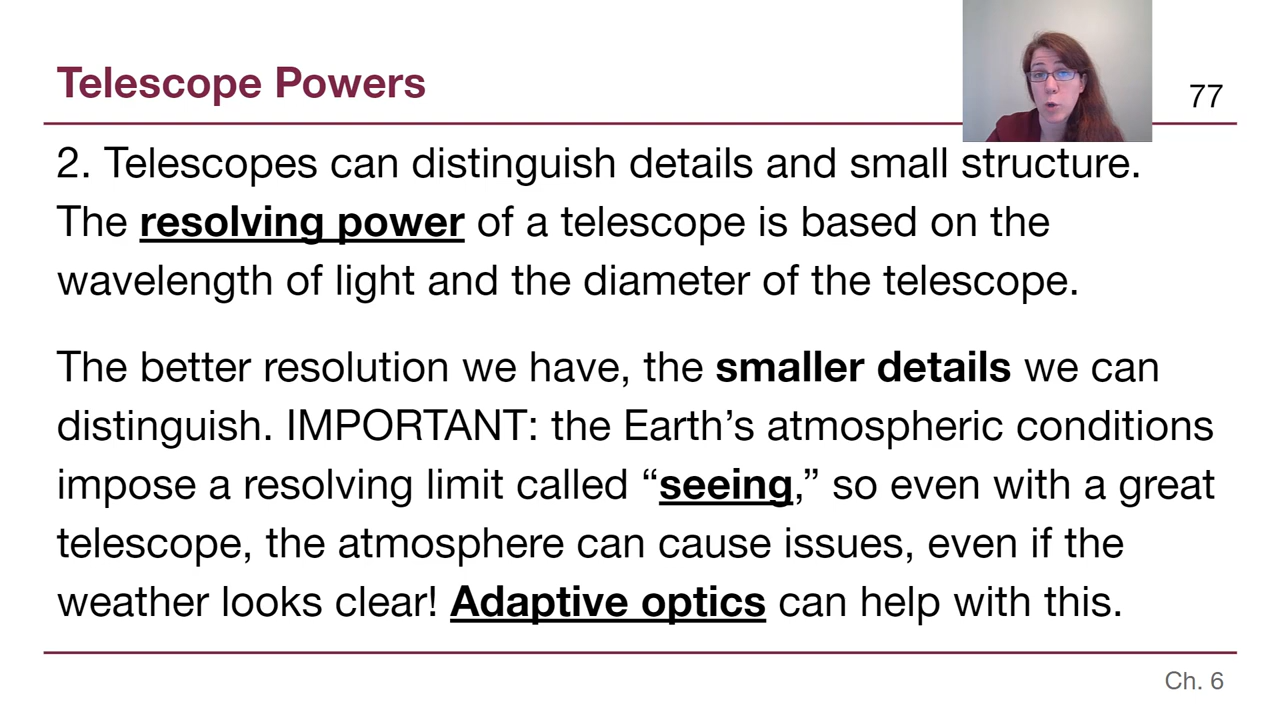 Telescope Powers
77
2. Telescopes can distinguish details and small structure.
The resolving power of a telescope is based on the
wavelength of light and the diameter of the telescope.
The better resolution we have, the smaller details we can
distinguish. IMPORTANT: the Earth’s atmospheric conditions
impose a resolving limit called “seeing,” so even with a great
telescope, the atmosphere can cause issues, even if the
weather looks clear! Adaptive optics can help with this.
Ch. 6